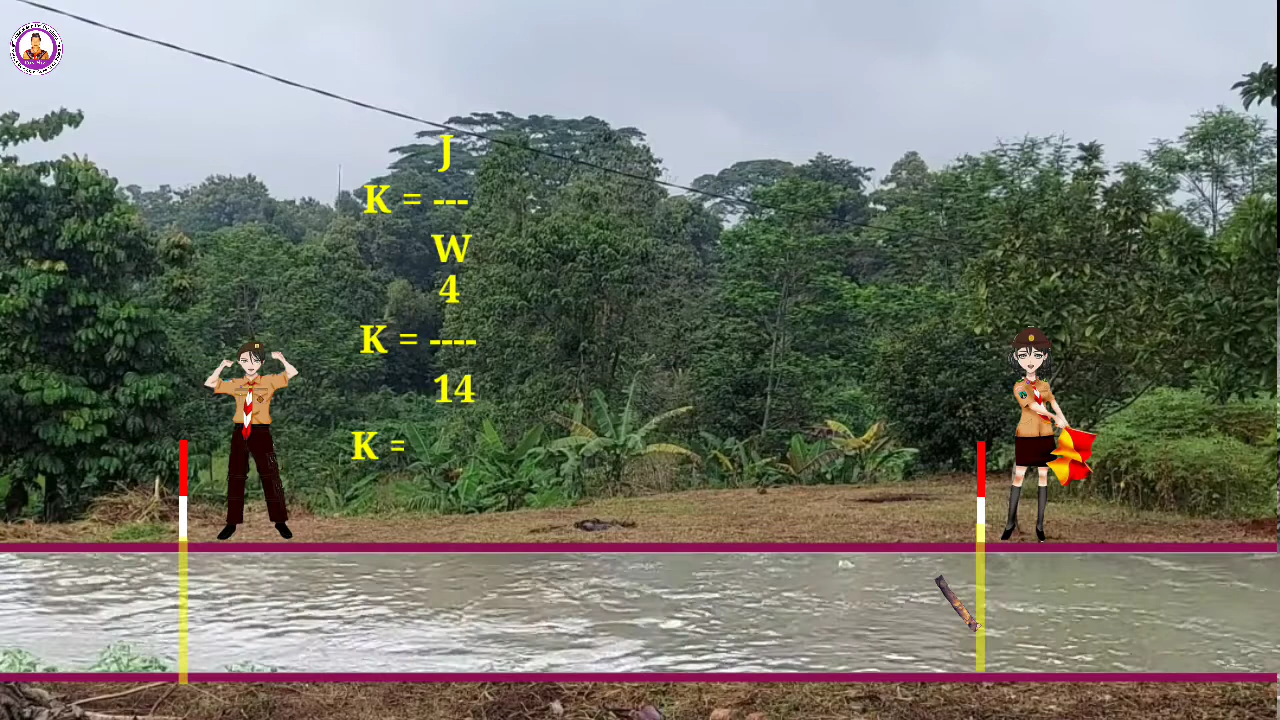 J
K = ---
W
4
K = ----
14
K =